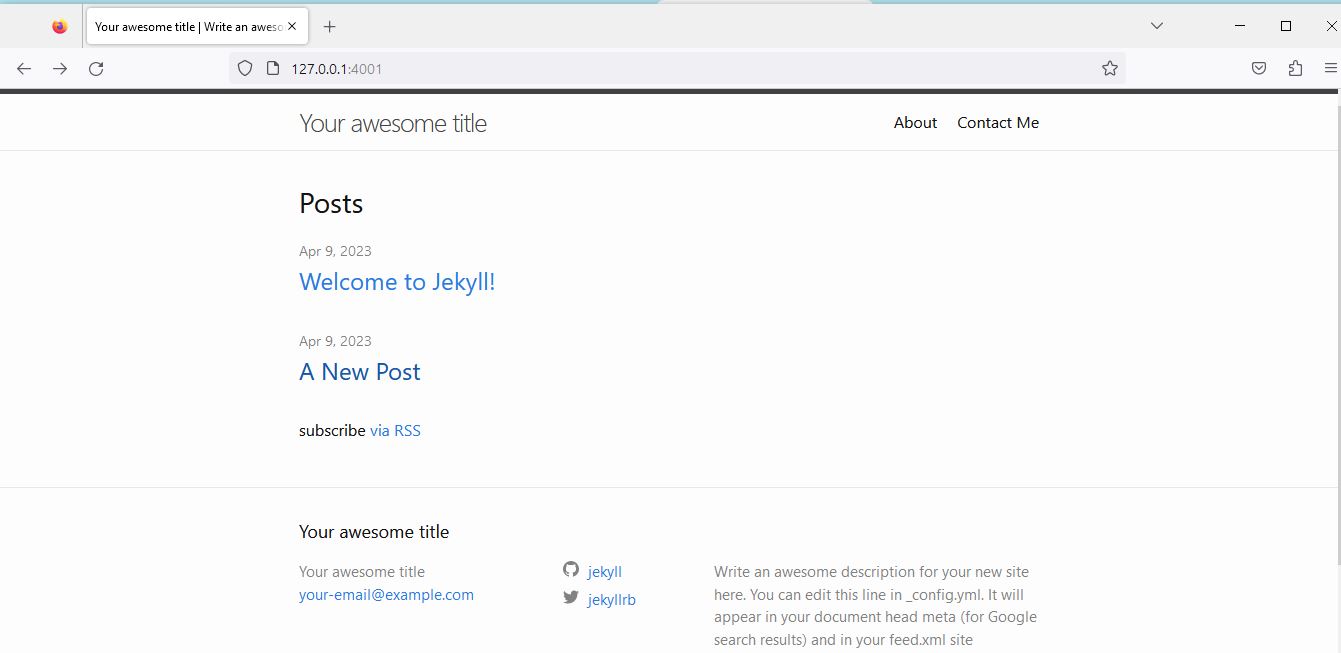 Your awesome title | Write an aweso
127.0.0.1:4001
Your awesome title
About
Contact Me
Posts
Apr 9, 2023
Welcome to Jekyll!
Apr 9, 2023
A New Post
subscribe via RSS
Your awesome title
Your awesome title
your-email@example.com
jekyll
jekyllrb
Write an awesome description for your new site
here. You can edit this line in _config.yml. It will
appear in your document head meta (for Google
search results) and in your feed.xml site